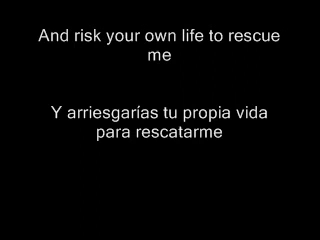 And risk your own life to rescue
me
Y arriesgarías tu propia vida
para rescatarme